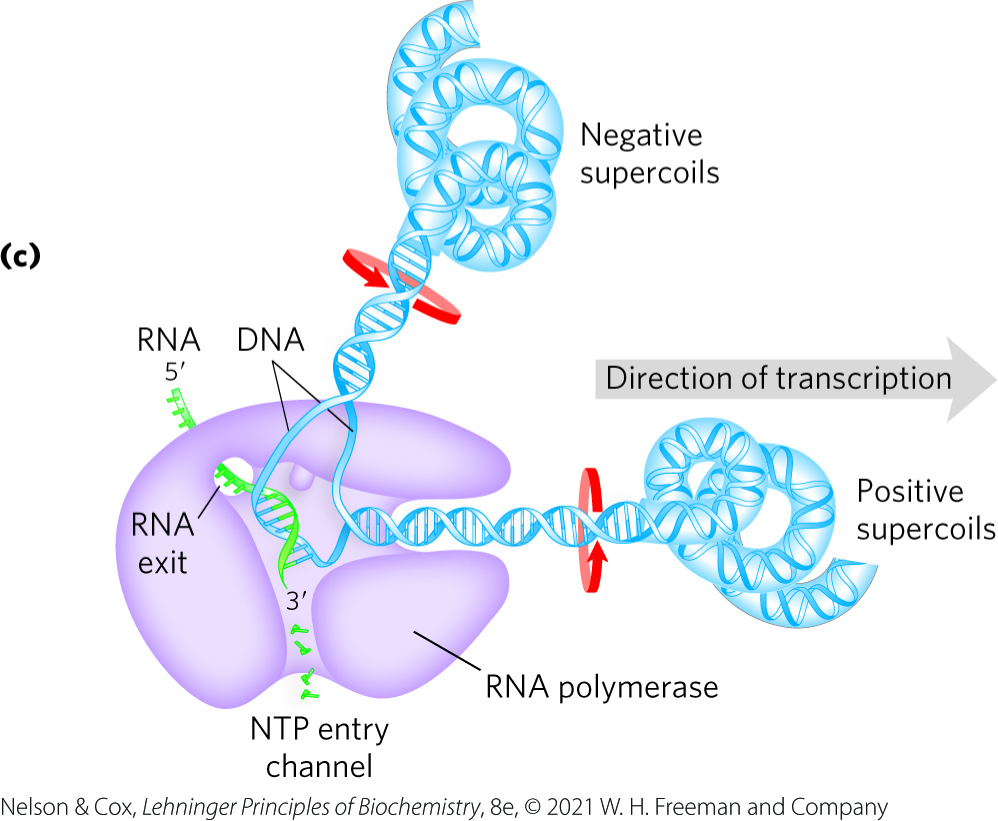 Negative
supercoils
(c)
RNA
5′
DNA
Direction of transcription
Positive
supercoils
RNA
exit
3′
RNA polymerase
NTP entry
channel
Nelson & Cox, Lehninger Principles of Biochemistry, 8e, © 2021 W. H. Freeman and Company